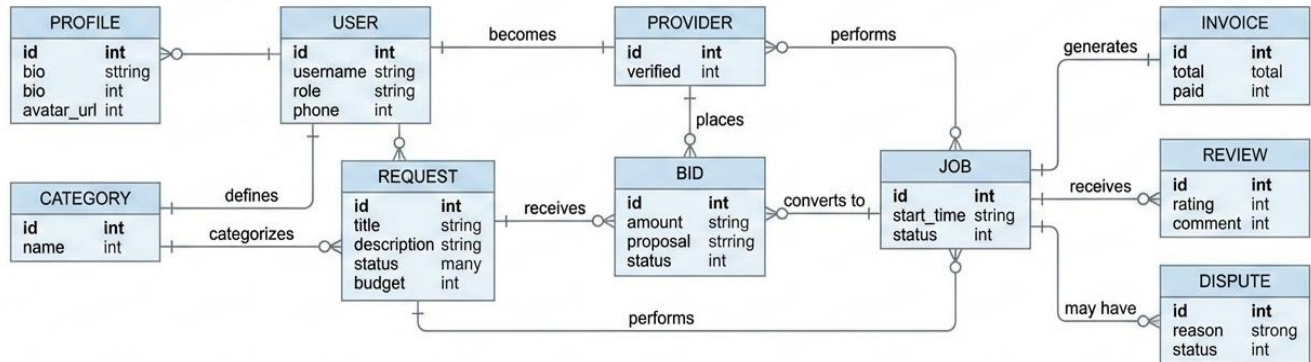 PROFILE
id int
bio sttring
bio int
avatar_url int
USER
id int
username string
role string
phone int
becomes
PROVIDER
id int
verified int
performs
generates
INVOICE
id int
total total
paid int
places
CATEGORY
id int
name int
defines
categorizes
REQUEST
id int
title string
description string
status many
budget int
receives
BID
id int
amount string
proposal strring
status int
converts to
JOB
id int
start_time string
status int
receives
REVIEW
id int
rating int
comment int
performs
may have
DISPUTE
id int
reason strong
status int